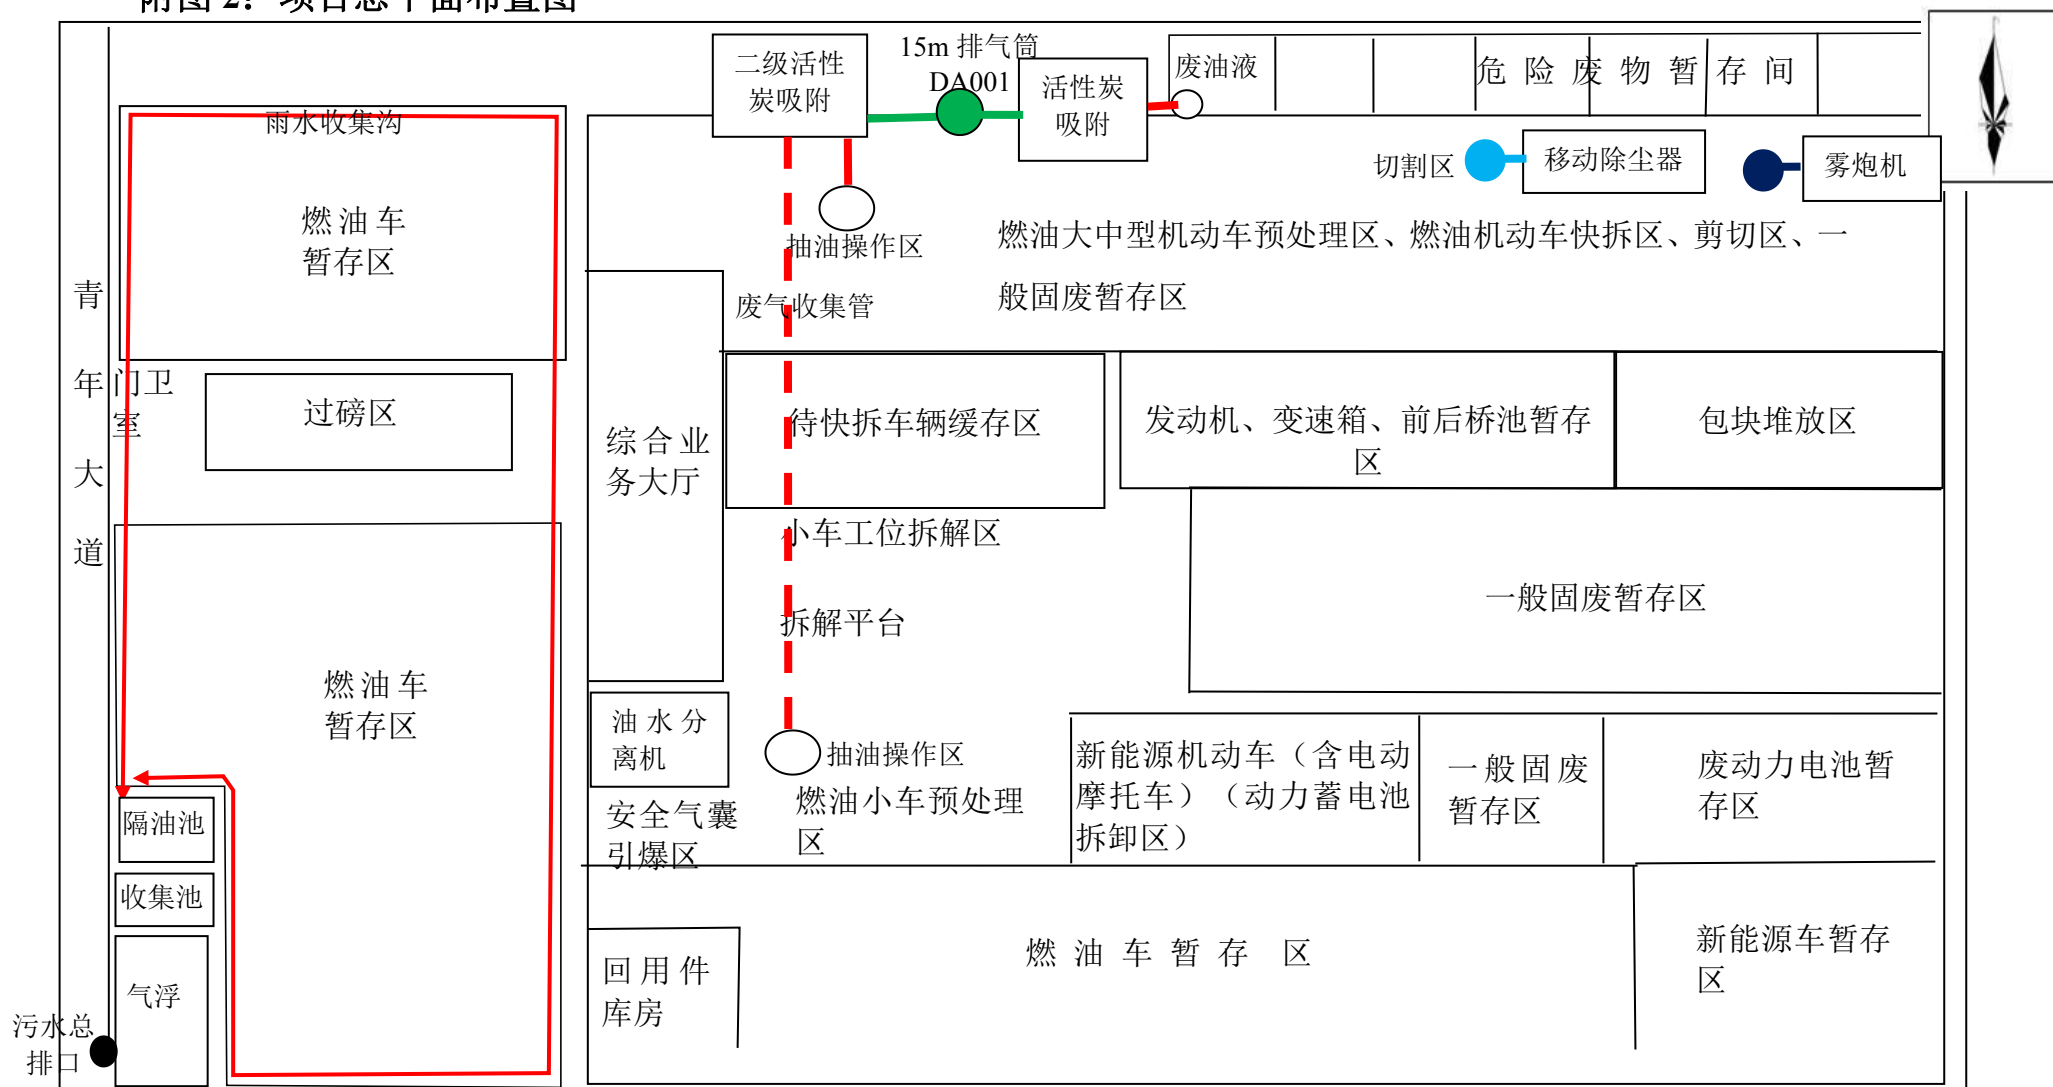 附图 2：项目总平面布置图
15m 排气筒
DA001
二级活性
炭吸附
活性炭
吸附
废油液
危险废物暂存间
雨水收集沟
切割区
移动除尘器
雾炮机
燃油车
暂存区
抽油操作区
燃油大中型机动车预处理区、燃油机动车快拆区、剪切区、一
般固废暂存区
废气收集管
青
年
大
道
门卫
室
过磅区
综合业
务大厅
待快拆车辆缓存区
发动机、变速箱、前后桥池暂存
区
包块堆放区
小车工位拆解区
拆解平台
一般固废暂存区
燃油车
暂存区
油水分
离机
抽油操作区
燃油小车预处理
区
新能源机动车（含电动
摩托车）（动力蓄电池
拆卸区）
一般固废
暂存区
废动力电池暂
存区
安全气囊
引爆区
隔油池
收集池
气浮
污水总
排口
回用件
库房
燃油车暂存区
新能源车暂存
区